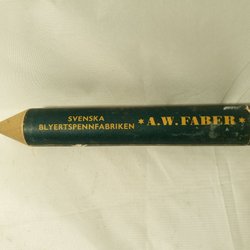 SVENSKA
BLYERTSPENNFABRIKEN
* A.W. FABER *